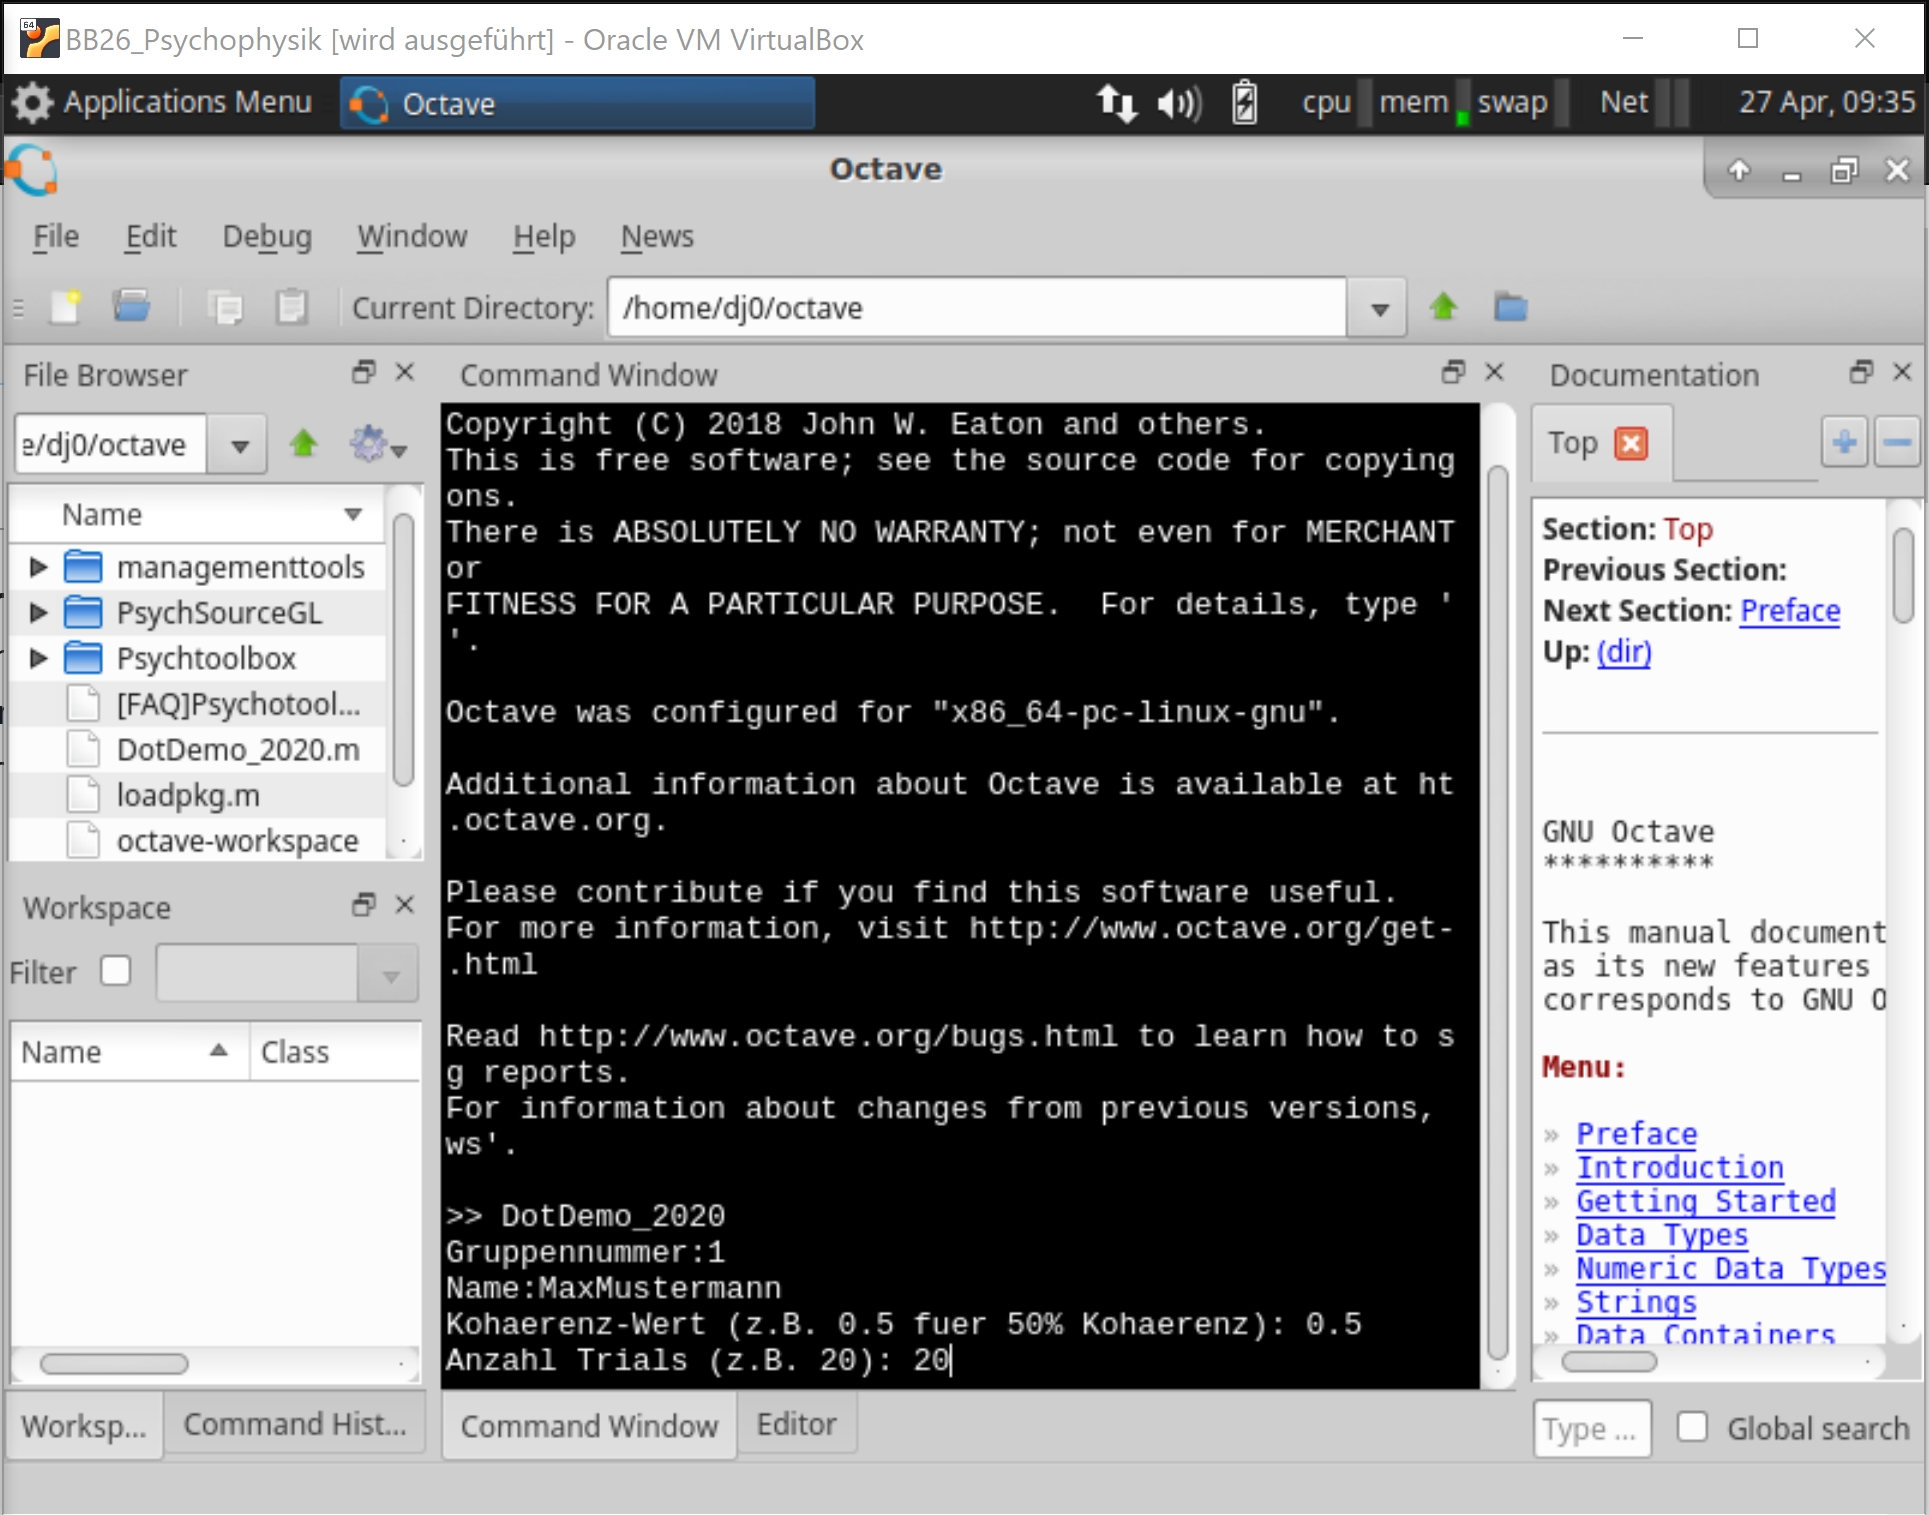 64
BB26_Psychophysik [wird ausgeführt] - Oracle VM VirtualBox
Applications Menu
Octave
cpu
mem
swap
Net
27 Apr, 09:35
Octave
File
Edit
Debug
Window
Help
News
Current Directory:
/home/dj0/octave
File Browser
e/dj0/octave
Name
managementtools
PsychSourceGL
Psychtoolbox
[FAQ]Psychotool...
DotDemo_2020.m
loadpkg.m
octave-workspace
Workspace
Filter
Name
Class
Worksp...
Command Hist...
Command Window
Copyright (C) 2018 John W. Eaton and others.
This is free software; see the source code for copying
ons.
There is ABSOLUTELY NO WARRANTY; not even for MERCHANT
or
FITNESS FOR A PARTICULAR PURPOSE.  For details, type '
'.
Octave was configured for "x86_64-pc-linux-gnu".
Additional information about Octave is available at ht
.octave.org.
Please contribute if you find this software useful.
For more information, visit http://www.octave.org/get-
.html
Read http://www.octave.org/bugs.html to learn how to s
g reports.
For information about changes from previous versions,
ws'.
>> DotDemo_2020
Gruppennummer:1
Name:MaxMustermann
Kohaerenz-Wert (z.B. 0.5 fuer 50% Kohaerenz): 0.5
Anzahl Trials (z.B. 20): 20
Command Window
Editor
Documentation
Top
Section: Top
Previous Section:
Next Section: Preface
Up: (dir)
GNU Octave
**********
This manual document
as its new features
corresponds to GNU O
Menu:
» Preface
» Introduction
» Getting Started
» Data Types
» Numeric Data Types
» Strings
» Data Containers
Type ...
Global search